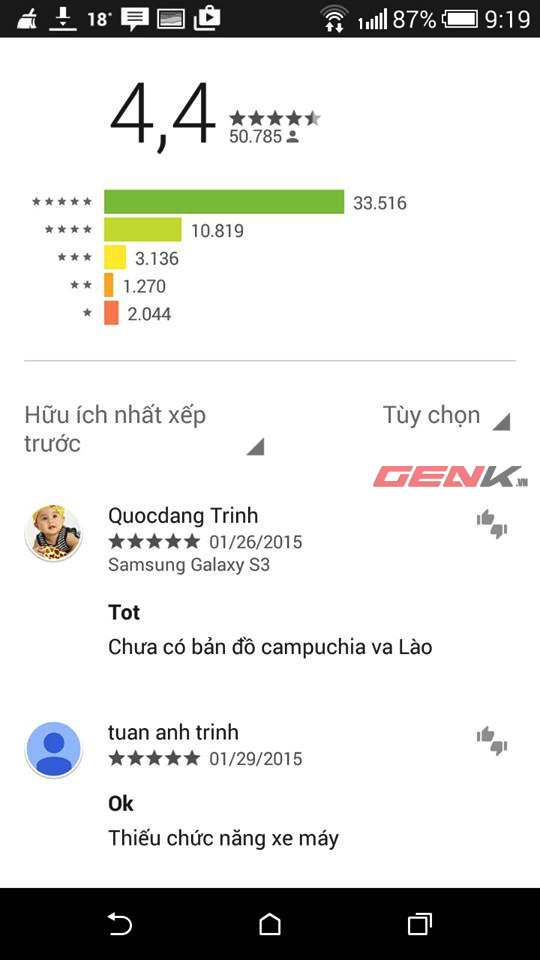 18°
87%
9:19
4,4
50.785
33.516
10.819
3.136
1.270
2.044
Hữu ích nhất xếp
trước
Tùy chọn
GENK.VN
Quocdang Trinh
01/26/2015
Samsung Galaxy S3
Tot
Chưa có bản đồ campuchia va Lào
tuan anh trinh
01/29/2015
Ok
Thiếu chức năng xe máy